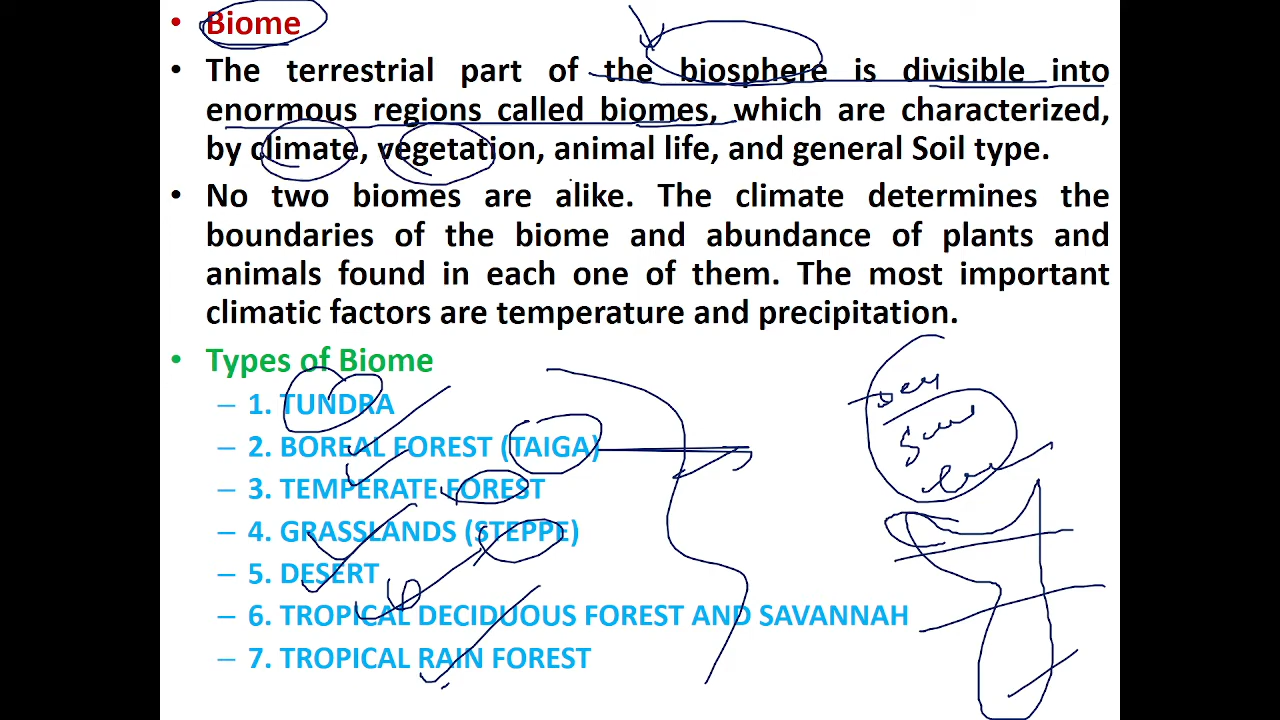 • Biome
• The terrestrial part of the biosphere is divisible into
enormous regions called biomes, which are characterized,
by climate, vegetation, animal life, and general Soil type.
• No two biomes are alike. The climate determines the
boundaries of the biome and abundance of plants and
animals found in each one of them. The most important
climatic factors are temperature and precipitation.
• Types of Biome
– 1. TUNDRA
– 2. BOREAL FOREST (TAIGA)
– 3. TEMPERATE FOREST
– 4. GRASSLANDS (STEPPE)
– 5. DESERT
– 6. TROPICAL DECIDUOUS FOREST AND SAVANNAH
– 7. TROPICAL RAIN FOREST